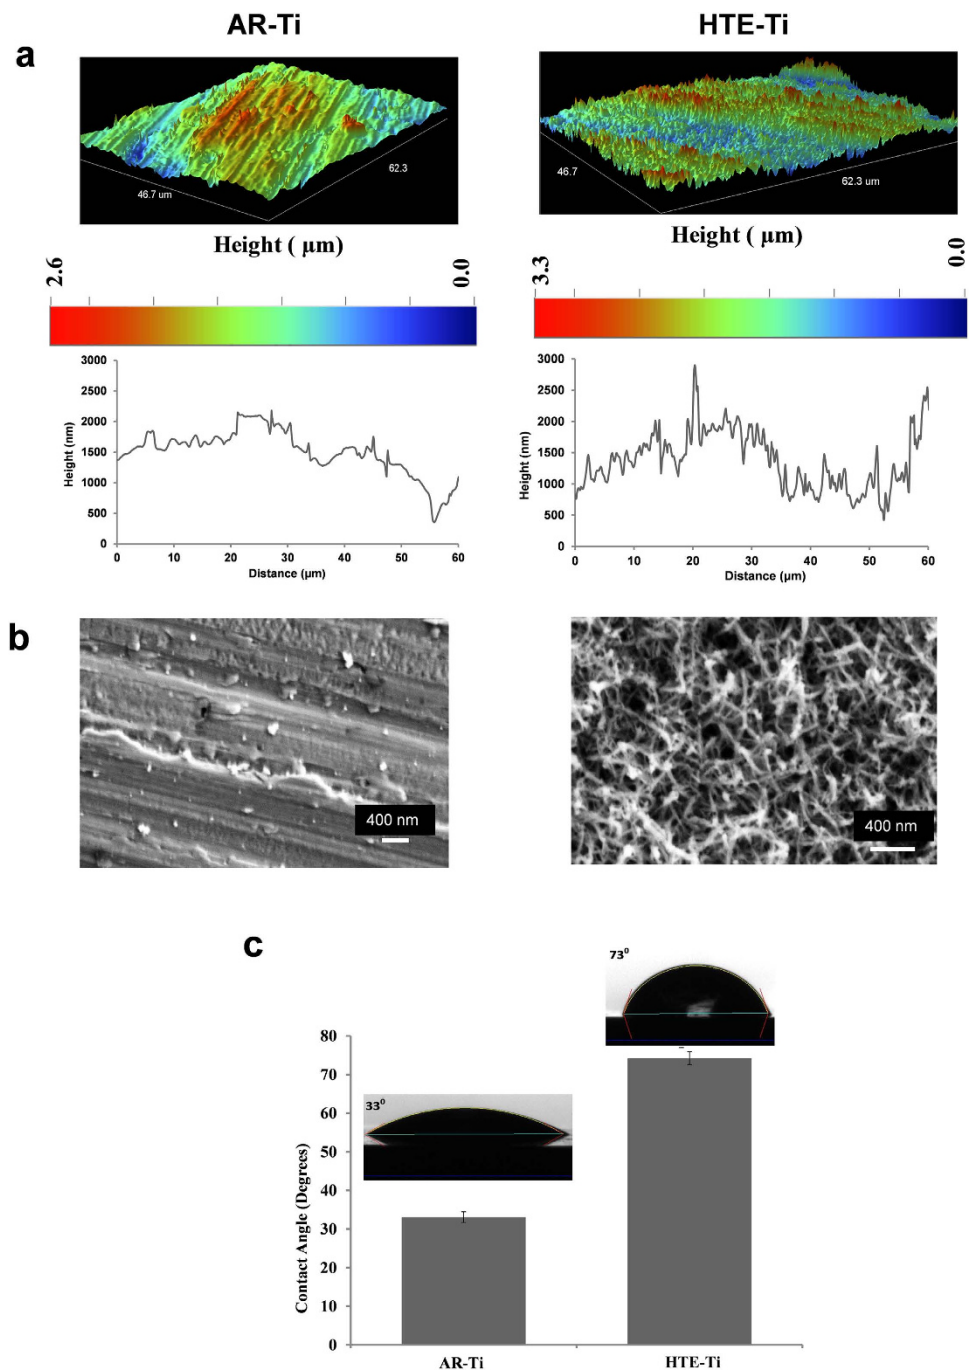 AR-Ti
HTE-Ti
a
46.7 um
62.3
46.7
62.3 um
Height ( µm)
Height ( µm)
2.6
0.0
3.3
0.0
3000
2500
2000
1500
1000
500
0
Height (nm)
0 10 20 30 40 50 60
Distance (µm)
3000
2500
2000
1500
1000
500
0
Height (nm)
0 10 20 30 40 50 60
Distance (µm)
b
400 nm
400 nm
c
73⁰
33⁰
80
70
60
50
40
30
20
10
0
Contact Angle (Degrees)
AR-Ti
HTE-Ti